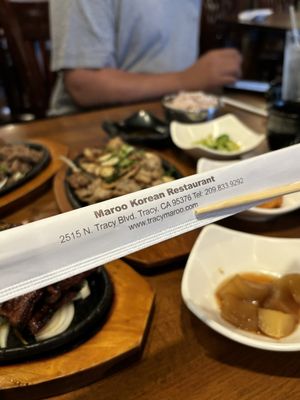 Maroo Korean Restaurant
2515 N. Tracy Blvd. Tracy, CA 95376 Tel: 209.833.9292
www.tracymaroo.com